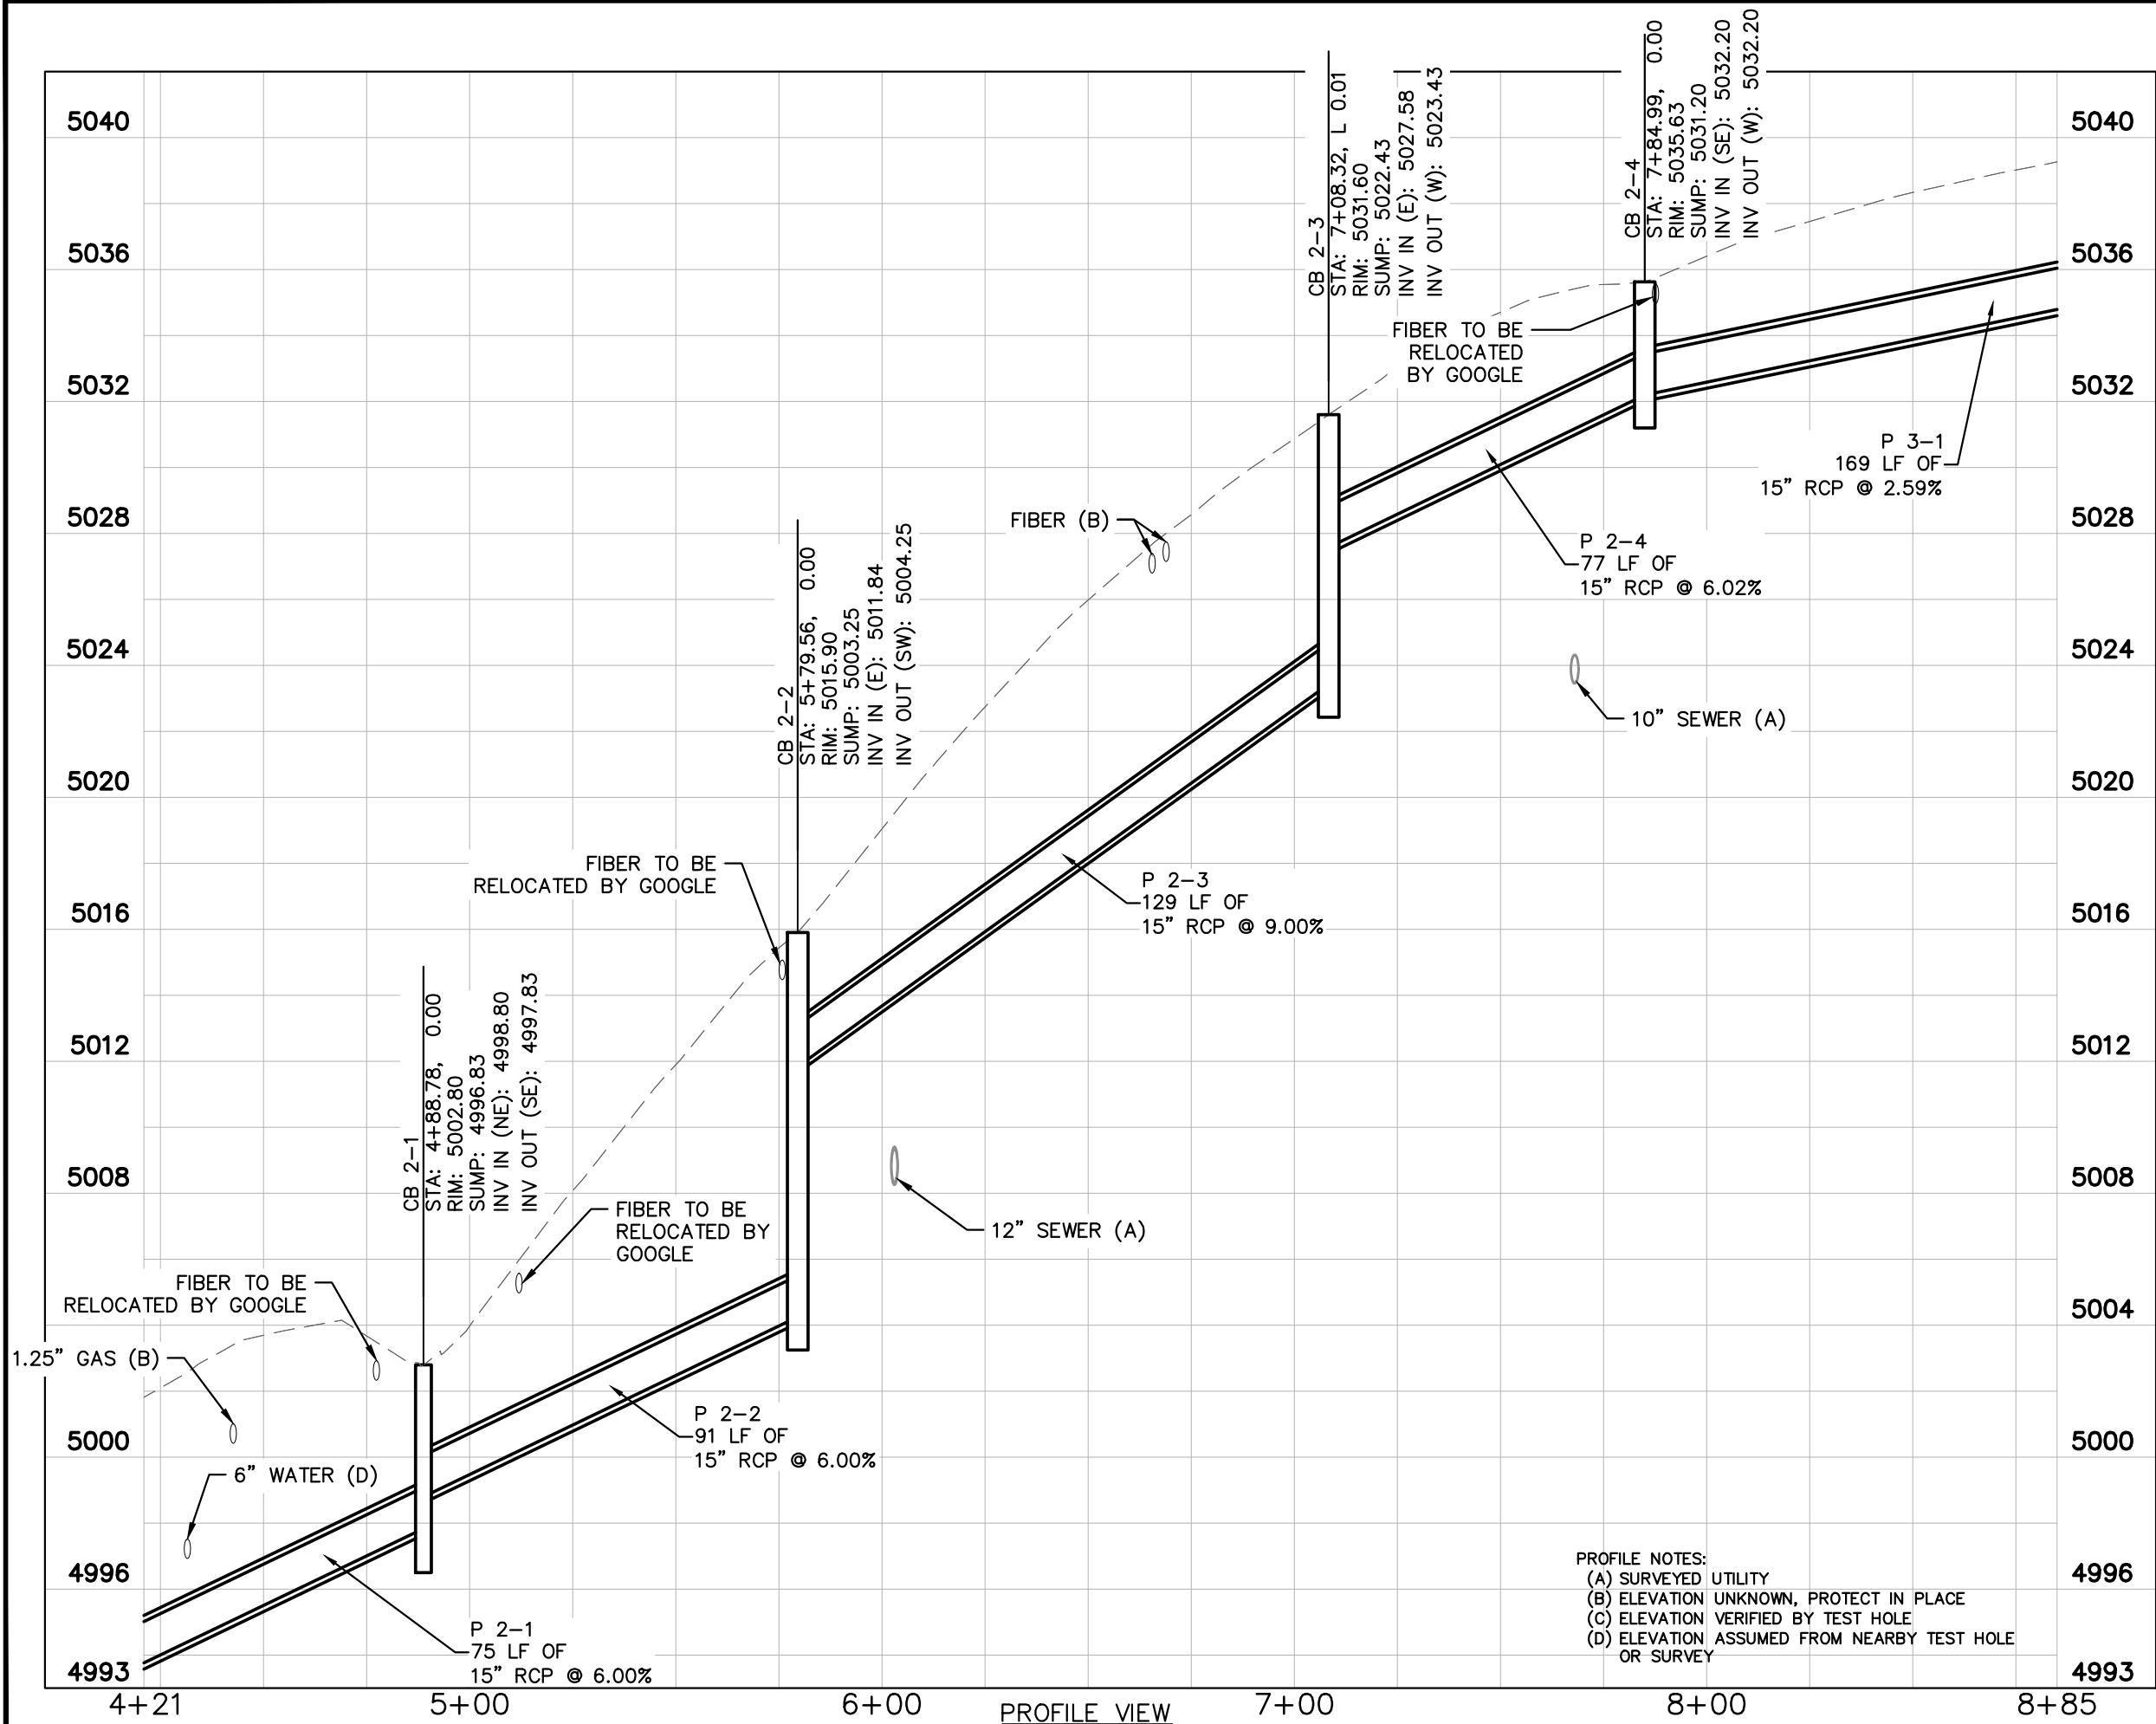 5040
5036
5032
5028
5024
5020
5016
5012
5008
5004
5000
4996
4993
5040
5036
5032
5028
5024
5020
5016
5012
5008
5000
4996
4993
CB 2-1
STA: 4+88.78, 0.00
RIM: 5002.80
SUMP: 4996.83
INV IN (NE): 4998.80
INV OUT (SE): 4997.83
CB 2-2
STA: 5+79.56, 0.00
RIM: 5015.90
SUMP: 5003.25
INV IN (E): 5011.84
INV OUT (SW): 5004.25
CB 2-3
STA: 7+08.32, L 0.01
RIM: 5031.60
SUMP: 5022.43
INV IN (E): 5027.58
INV OUT (W): 5023.43
CB 2-4
STA: 7+84.99, 0.00
RIM: 5035.63
SUMP: 5031.20
INV IN (SE): 5032.20
INV OUT (W): 5032.20
FIBER TO BE
RELOCATED
BY GOOGLE
P 3-1
169 LF OF
15" RCP @ 2.59%
FIBER (B)
P 2-4
77 LF OF
15" RCP @ 6.02%
10" SEWER (A)
FIBER TO BE
RELOCATED BY GOOGLE
P 2-3
129 LF OF
15" RCP @ 9.00%
FIBER TO BE
RELOCATED BY
GOOGLE
12" SEWER (A)
FIBER TO BE
RELOCATED BY GOOGLE
1.25" GAS (B)
P 2-2
91 LF OF
15" RCP @ 6.00%
6" WATER (D)
P 2-1
75 LF OF
15" RCP @ 6.00%
PROFILE NOTES:
(A) SURVEYED UTILITY
(B) ELEVATION UNKNOWN, PROTECT IN PLACE
(C) ELEVATION VERIFIED BY TEST HOLE
(D) ELEVATION ASSUMED FROM NEARBY TEST HOLE
OR SURVEY
4+21
5+00
6+00
7+00
8+00
8+85
PROFILE VIEW